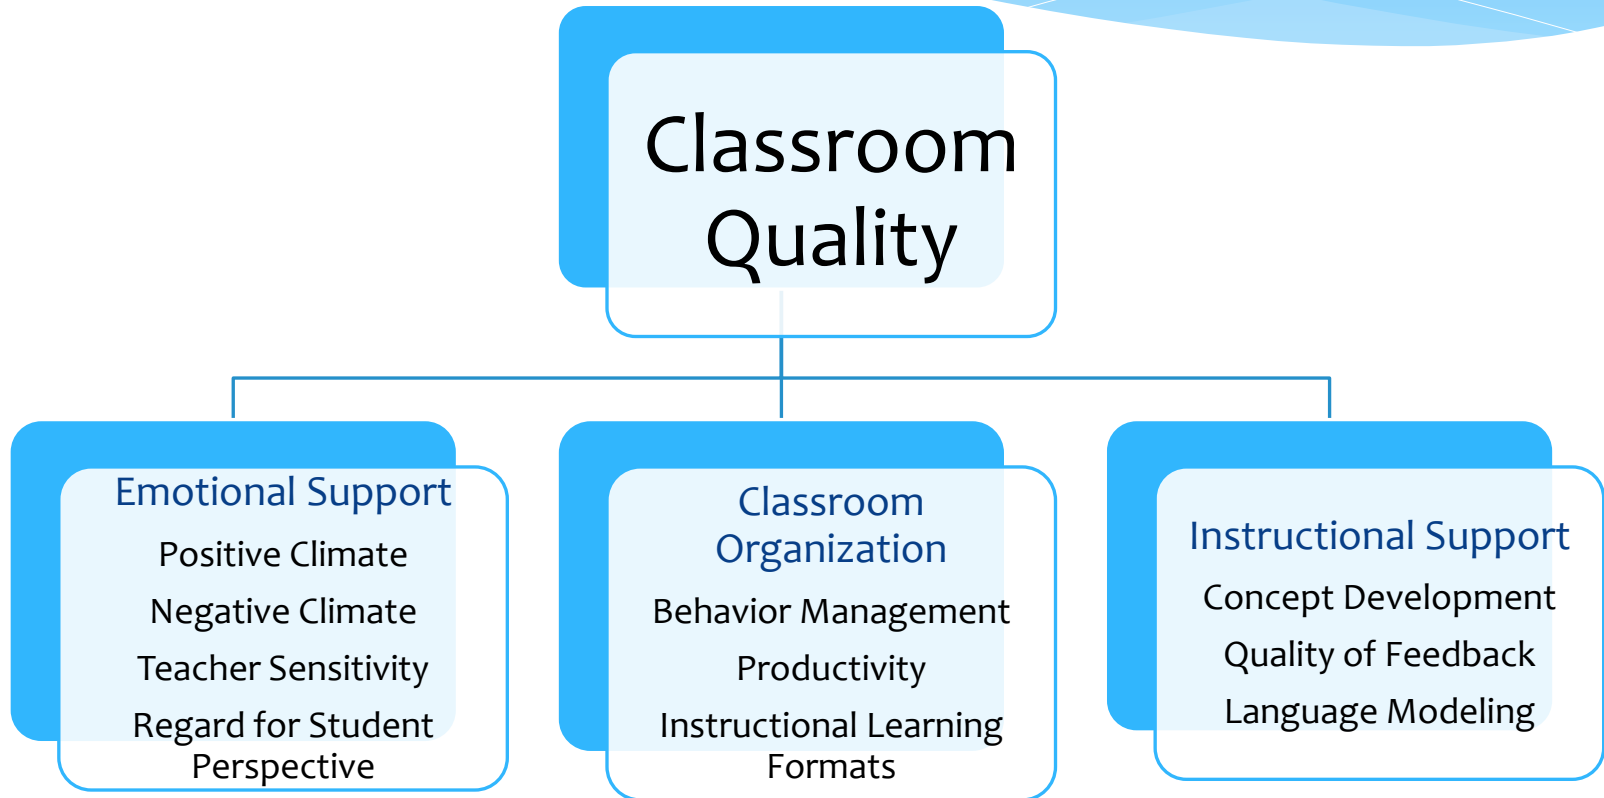 Classroom
Quality
Emotional Support
Positive Climate
Negative Climate
Teacher Sensitivity
Regard for Student
Perspective
Classroom
Organization
Behavior Management
Productivity
Instructional Learning
Formats
Instructional Support
Concept Development
Quality of Feedback
Language Modeling